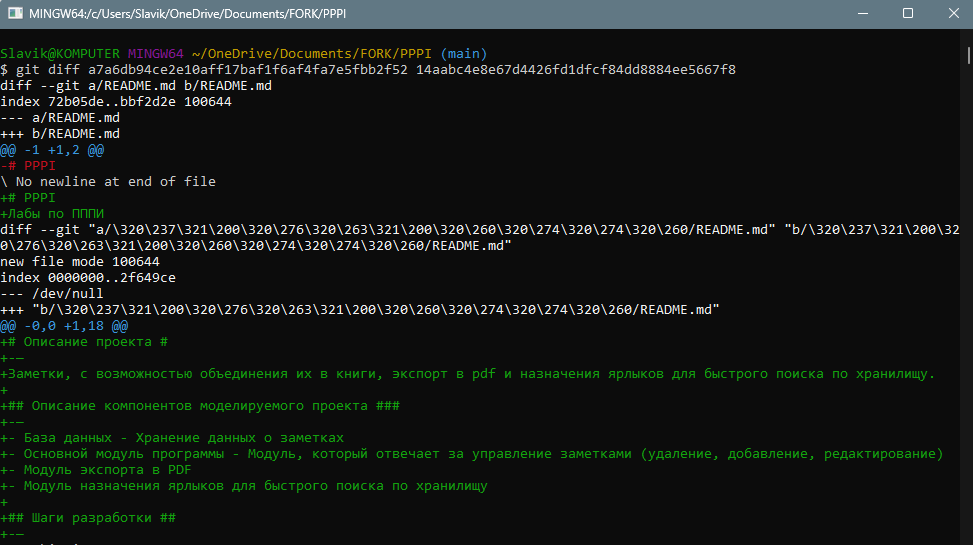 MINGW64:/c/Users/Slavik/OneDrive/Documents/FORK/PPPI
Slavik@KOMPUTER MINGW64 ~/OneDrive/Documents/FORK/PPPI (main)
$ git diff a7a6db94ce2e10aff17baf1f6af4fa7e5fbb2f52 14aabc4e8e67d4426fd1dfcf84dd8884ee5667f8
diff --git a/README.md b/README.md
index 72b05de..bbf2d2e 100644
--- a/README.md
+++ b/README.md
@@ -1 +1,2 @@
-# PPPI
\ No newline at end of file
+# PPPI
+Лабы по ПППИ
diff --git "a/\320\237\321\200\320\276\320\263\321\200\320\260\320\274\320\274\320\260/README.md" "b/\320\237\321\200\32
0\276\320\263\321\200\320\260\320\274\320\274\320\260/README.md"
new file mode 100644
index 0000000..2f649ce
--- /dev/null
+++ "b/\320\237\321\200\320\276\320\263\321\200\320\260\320\274\320\274\320\260/README.md"
@@ -0,0 +1,18 @@
+# Описание проекта #
+-—
+Заметки, с возможностью объединения их в книги, экспорт в pdf и назначения ярлыков для быстрого поиска по хранилищу.
+
+## Описание компонентов моделируемого проекта ###
+-—
+- База данных - Хранение данных о заметках
+- Основной модуль программы - Модуль, который отвечает за управление заметками (удаление, добавление, редактирование)
+- Модуль экспорта в PDF
+- Модуль назначения ярлыков для быстрого поиска по хранилищу
+
+## Шаги разработки ##
+-—